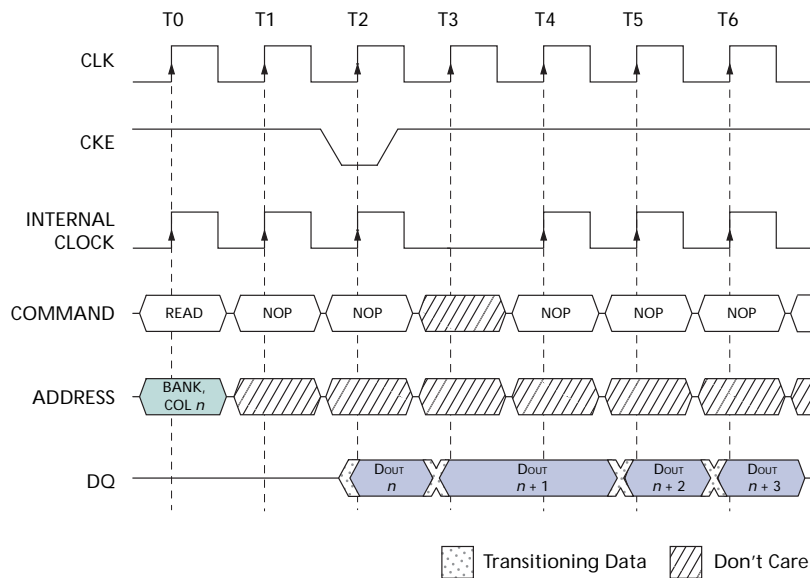 T0 T1 T2 T3 T4 T5 T6
CLK
CKE
INTERNAL
CLOCK
COMMAND READ NOP NOP NOP NOP NOP
ADDRESS BANK,
COL n
DQ DOUT DOUT DOUT DOUT
n n + 1 n + 2 n + 3
Transitioning Data Don't Care